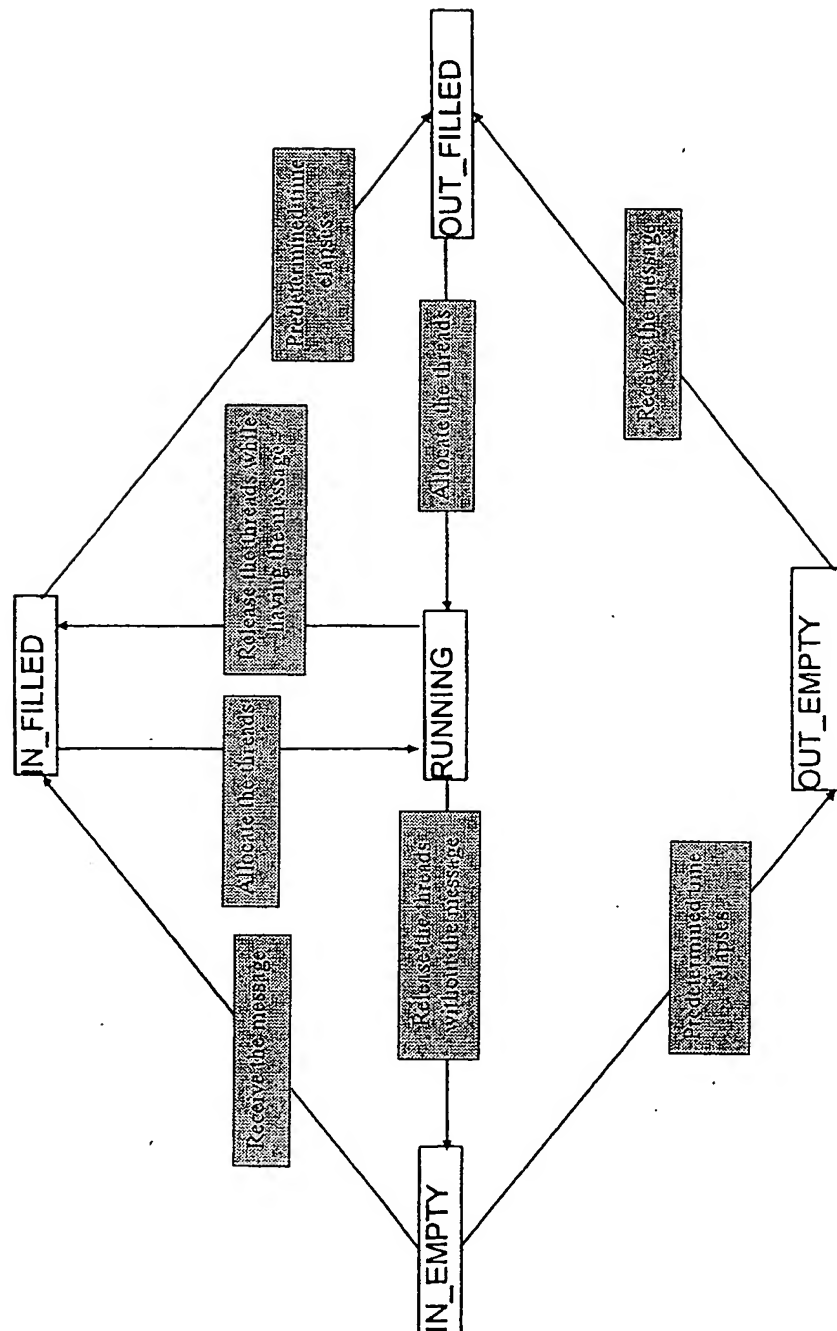 IN_FILLED
Receive the message
Allocate the threads
Release the threads while
having the message
Predetermined time
elapses
IN_EMPTY
Release the threads
without the message
RUNNING
Allocate the threads
OUT_FILLED
Predetermined time
elapses
Receive the message
OUT_EMPTY